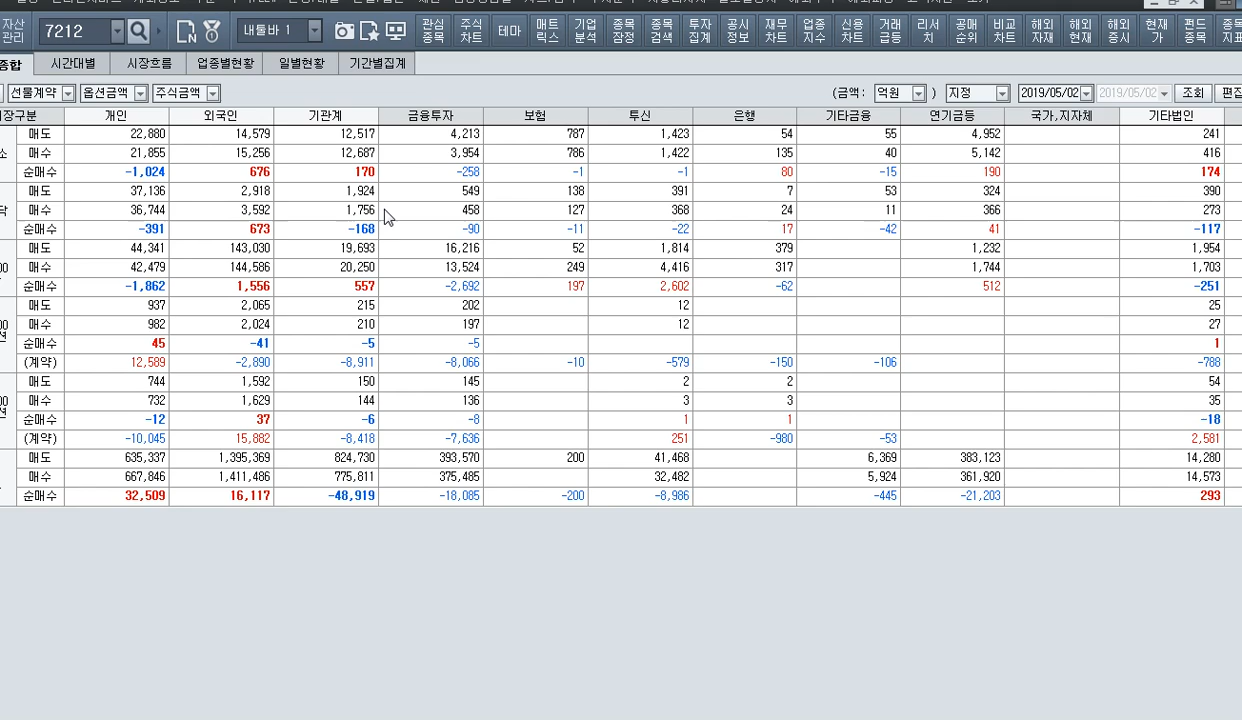 자산 관리 7212 내툴바 1 관심 종목 주식 차트 테마 매트 릭스 기업 분석 종목 잠정 종목 검색 투자 집계 공시 정보 재무 차트 업종 지수 신용 차트 거래 급등 리서 치 공매 순위 비교 차트 해외 자재 해외 현재 해외 증시 현재 가 펀드 종목 종목 지표
종합 시간대별 시장흐름 업종별현황 일별현황 기간별집계
선물계약 옵션금액 주식금액 (금액: 억원 ) 지정 2019/05/02 2019/05/02 조회 편집
장구분 개인 외국인 기관계 금융투자 보험 투신 은행 기타금융 연기금등 국가,지자체 기타법인
매도 22,880 14,579 12,517 4,213 787 1,423 54 55 4,952 241
소 매수 21,855 15,256 12,687 3,954 786 1,422 135 40 5,142 416
순매수 -1,024 676 170 -258 -1 -1 80 -15 190 174
매도 37,136 2,918 1,924 549 138 391 7 53 324 390
닥 매수 36,744 3,592 1,756 458 127 368 24 11 366 273
순매수 -391 673 -168 -90 -11 -22 17 -42 41 -117
매도 44,341 143,030 19,693 16,216 52 1,814 379 1,232 1,954
00 매수 42,479 144,586 20,250 13,524 249 4,416 317 1,744 1,703
순매수 -1,862 1,556 557 -2,692 197 2,602 -62 512 -251
매도 937 2,065 215 202 12 25
00 매수 982 2,024 210 197 12 27
션 순매수 45 -41 -5 -5 1
(계약) 12,589 -2,890 -8,911 -8,066 -10 -579 -150 -106 -788
매도 744 1,592 150 145 2 2 54
00 매수 732 1,629 144 136 3 3 35
션 순매수 -12 37 -6 -8 1 1 -18
(계약) -10,045 15,882 -8,418 -7,636 251 -980 -53 2,581
매도 635,337 1,395,369 824,730 393,570 200 41,468 6,369 383,123 14,280
매수 667,846 1,411,486 775,811 375,485 32,482 5,924 361,920 14,573
순매수 32,509 16,117 -48,919 -18,085 -200 -8,986 -445 -21,203 293